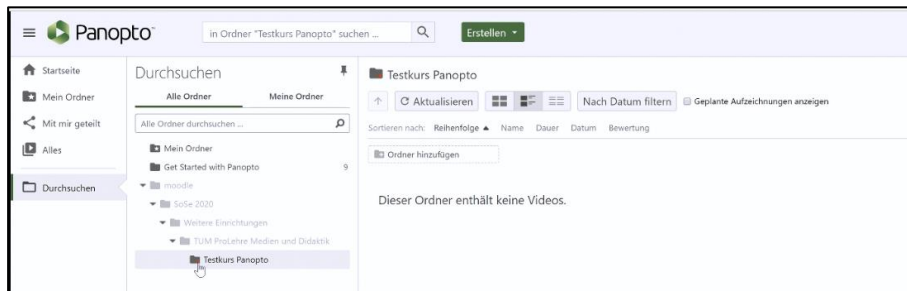 Panopto
in Ordner "Testkurs Panopto" suchen ...
Erstellen
Startseite
Mein Ordner
Mit mir geteilt
Alles
Durchsuchen
Durchsuchen
Alle Ordner Meine Ordner
Alle Ordner durchsuchen ...
Mein Ordner
Get Started with Panopto 9
moodle
SoSe 2020
Weitere Einrichtungen
TUM ProLehre Medien und Didaktik
Testkurs Panopto
Testkurs Panopto
Aktualisieren Nach Datum filtern Geplante Aufzeichnungen anzeigen
Sortieren nach: Reihenfolge Name Dauer Datum Bewertung
Ordner hinzufügen
Dieser Ordner enthält keine Videos.